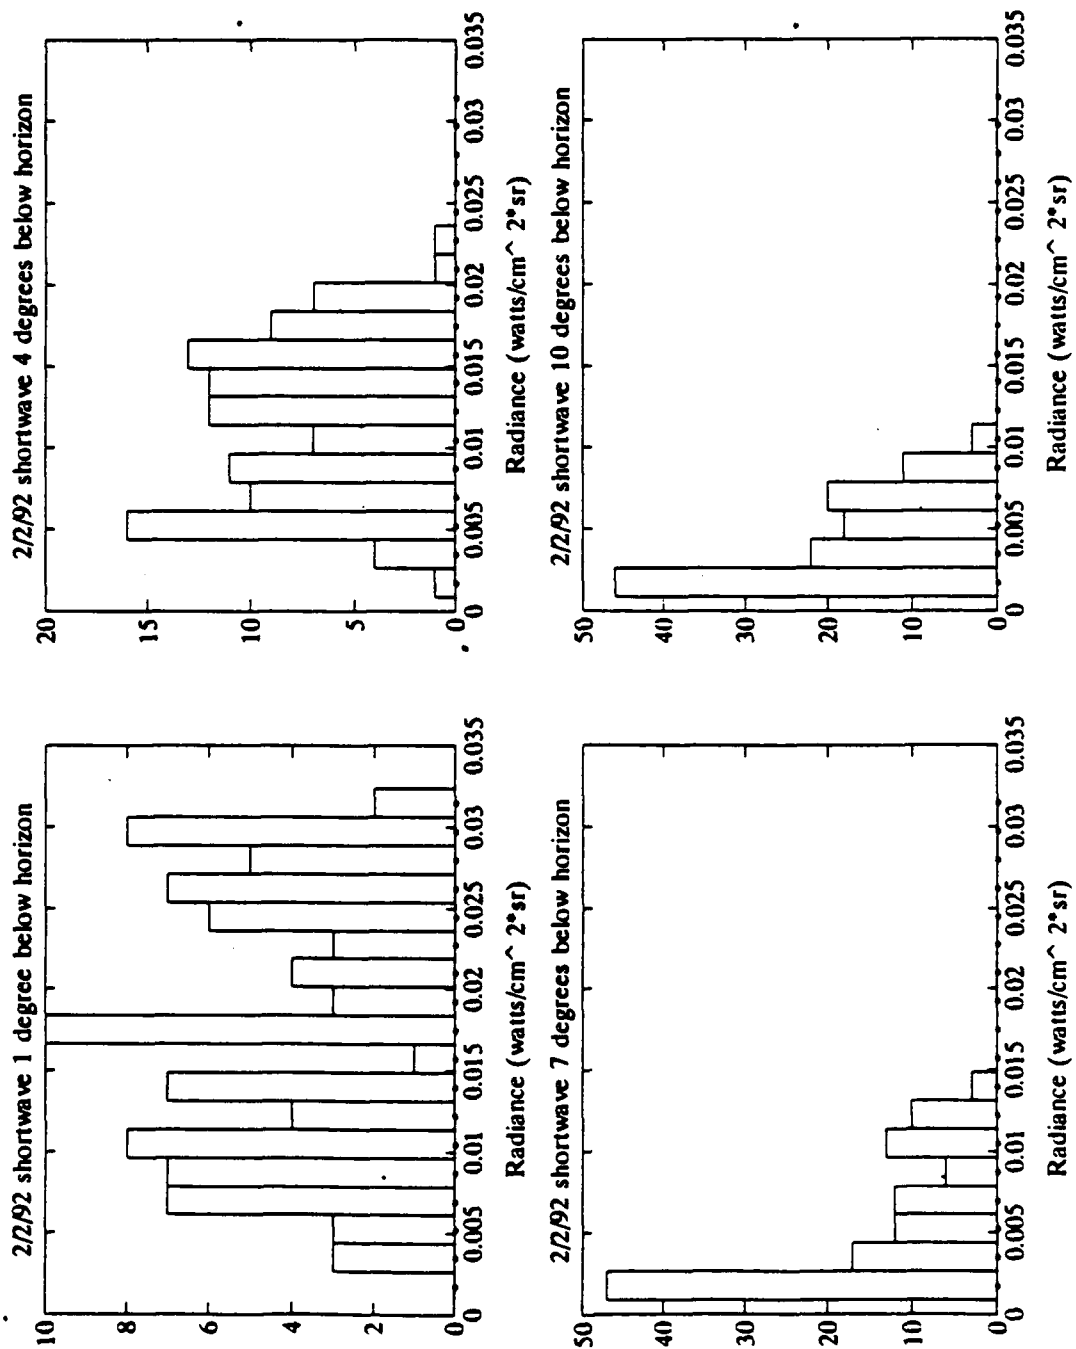 2/2/92 shortwave 1 degree below horizon
10
8
6
4
2
0
0 0.005 0.01 0.015 0.02 0.025 0.03 0.035
Radiance (watts/cm^ 2*sr)
2/2/92 shortwave 4 degrees below horizon
20
15
10
5
0
0 0.005 0.01 0.015 0.02 0.025 0.03 0.035
Radiance (watts/cm^ 2*sr)
2/2/92 shortwave 7 degrees below horizon
50
40
30
20
10
0
0 0.005 0.01 0.015 0.02 0.025 0.03 0.035
Radiance (watts/cm^ 2*sr)
2/2/92 shortwave 10 degrees below horizon
50
40
30
20
10
0
0 0.005 0.01 0.015 0.02 0.025 0.03 0.035
Radiance (watts/cm^ 2*sr)